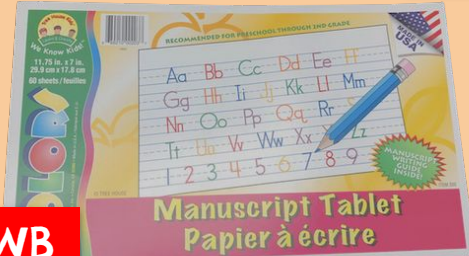 We Know Kids!
11.75 in. x 7 in.
29.9 cm x 17.8 cm
60 sheets / feuilles
RECOMMENDED FOR PRESCHOOL THROUGH 2ND GRADE
MADE IN
USA
Aa Bb Cc Dd Ee Ff
Gg Hh Ii Jj Kk Ll Mm
Nn Oo Pp Qq Rr
Tt Uu Vv Ww Xx Zz
1 2 3 4 5 6 7 8 9
MANUSCRIPT
WRITING
GUIDE
INSIDE!
Manuscript Tablet
Papier à écrire
WB